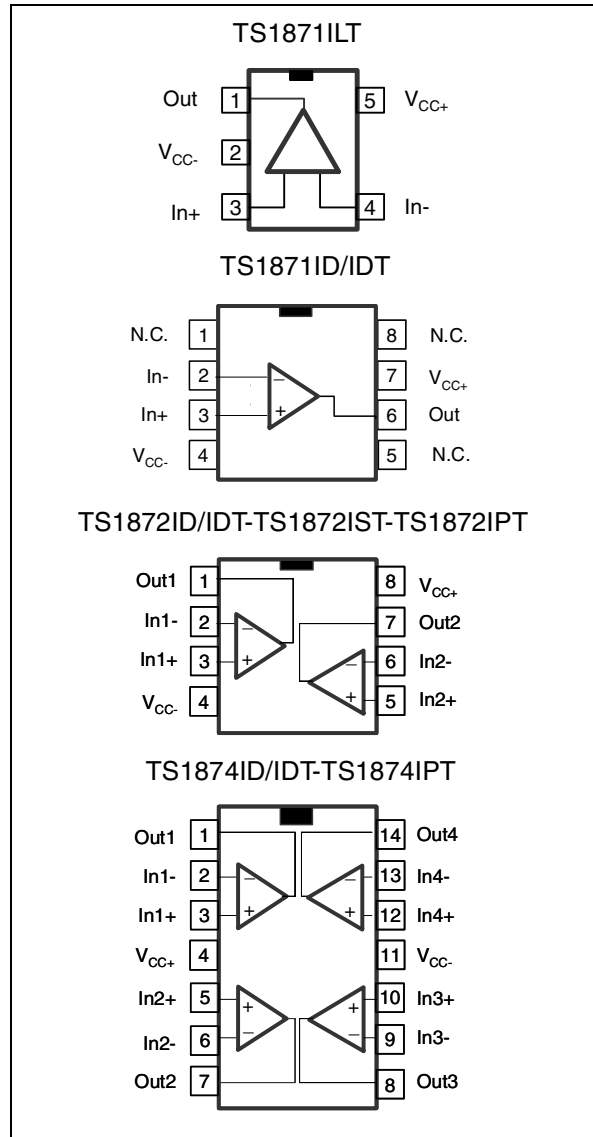 TS1871ILT
Out 1 5 VCC+
VCC- 2
In+ 3 4 In-
TS1871ID/IDT
N.C. 1 8 N.C.
In- 2 − 7 VCC+
In+ 3 + 6 Out
VCC- 4 5 N.C.
TS1872ID/IDT-TS1872IST-TS1872IPT
Out1 1 8 VCC+
In1- 2 − 7 Out2
In1+ 3 + − 6 In2-
VCC- 4 + 5 In2+
TS1874ID/IDT-TS1874IPT
Out1 1 14 Out4
In1- 2 − − 13 In4-
In1+ 3 + + 12 In4+
VCC+ 4 11 VCC-
In2+ 5 + + 10 In3+
In2- 6 − − 9 In3-
Out2 7 8 Out3